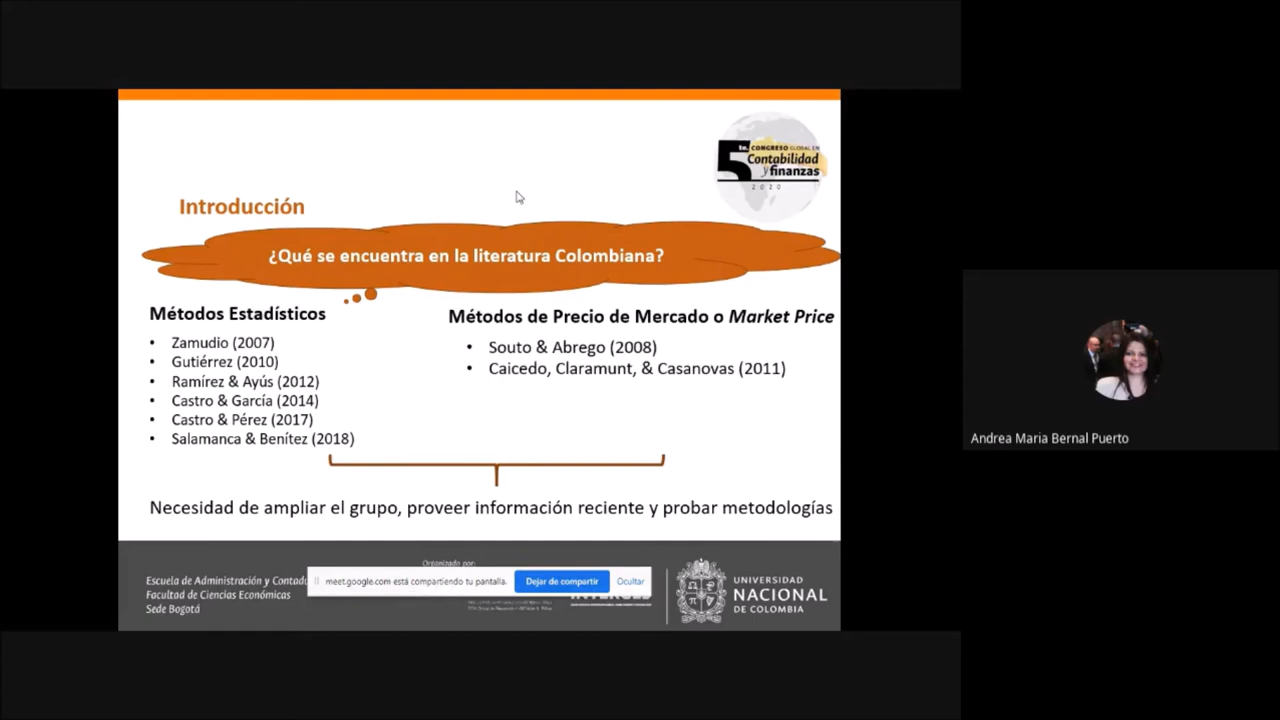 5to. CONGRESO GLOBAL EN
Contabilidad
y finanzas
2020
Introducción
¿Qué se encuentra en la literatura Colombiana?
Métodos Estadísticos
• Zamudio (2007)
• Gutiérrez (2010)
• Ramírez & Ayús (2012)
• Castro & García (2014)
• Castro & Pérez (2017)
• Salamanca & Benítez (2018)
Métodos de Precio de Mercado o Market Price
• Souto & Abrego (2008)
• Caicedo, Claramunt, & Casanovas (2011)
Necesidad de ampliar el grupo, proveer información reciente y probar metodologías
Escuela de Administración y Contadu
Facultad de Ciencias Económicas
Sede Bogotá
Organizado por:
meet.google.com está compartiendo tu pantalla.
Dejar de compartir
Ocultar
UNIVERSIDAD
NACIONAL
DE COLOMBIA
Andrea Maria Bernal Puerto